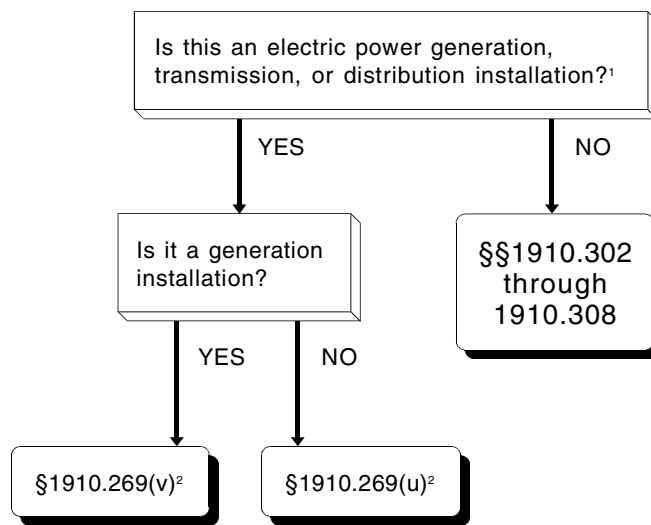 Is this an electric power generation,
transmission, or distribution installation?¹
YES
NO
Is it a generation
installation?
§§1910.302
through
1910.308
YES
NO
§1910.269(v)²
§1910.269(u)²